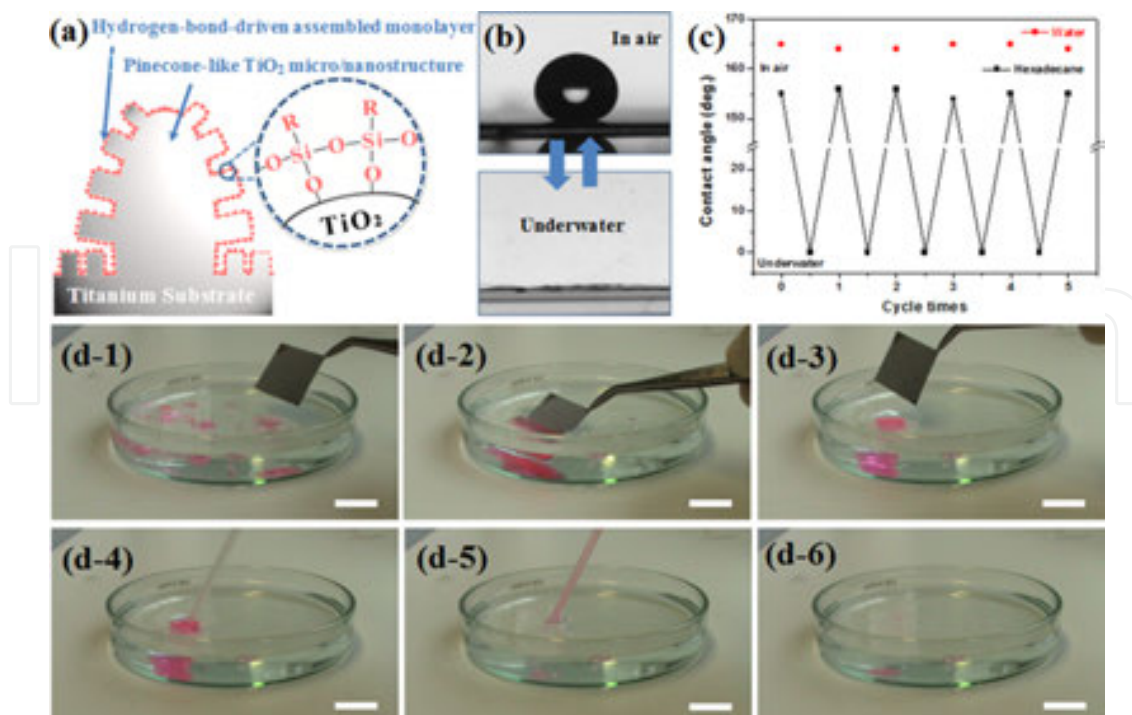 (a) Hydrogen-bond-driven assembled monolayer
Pinecone-like TiO₂ micro/nanostructure
R R
O Si O Si O
O O
TiO₂
Titanium Substrate
(b) In air
Underwater
(c)
Water
Hexadecane
In air
Underwater
Contact angle (deg.)
170
160
150
20
10
0
0 1 2 3 4 5
Cycle times
(d-1) (d-2) (d-3)
(d-4) (d-5) (d-6)